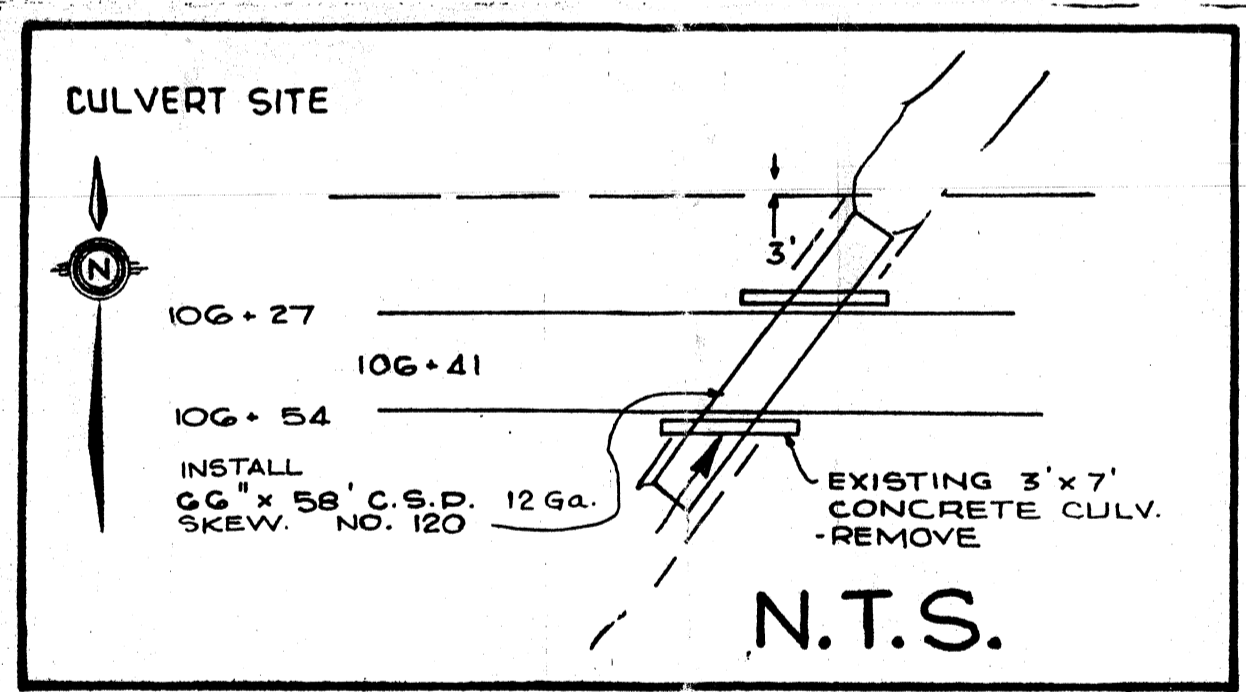 CULVERT SITE
N
3'
106 + 27
106 + 41
106 + 54
INSTALL
66" x 58' C.S.P. 12 Ga.
SKEW. NO. 120
EXISTING 3' x 7'
CONCRETE CULV.
-REMOVE
N.T.S.